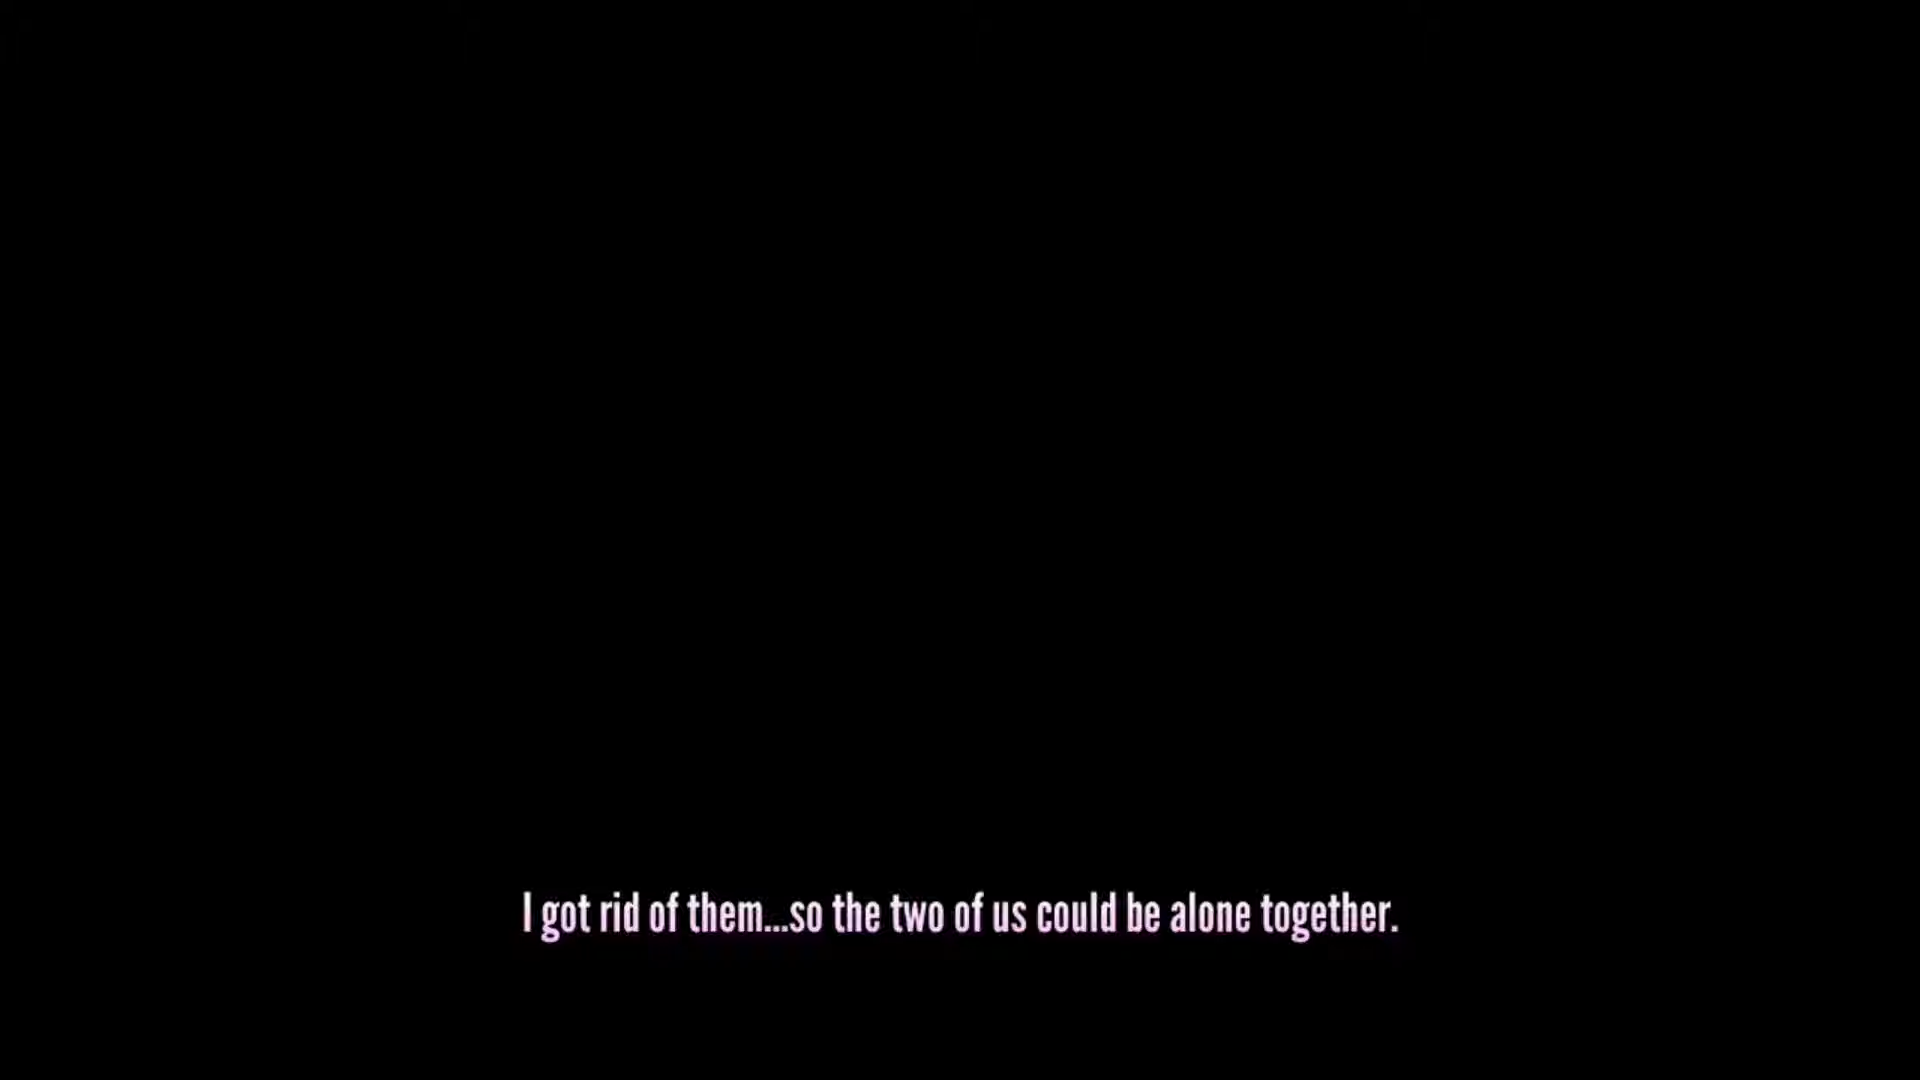 I got rid of them...so the two of us could be alone together.